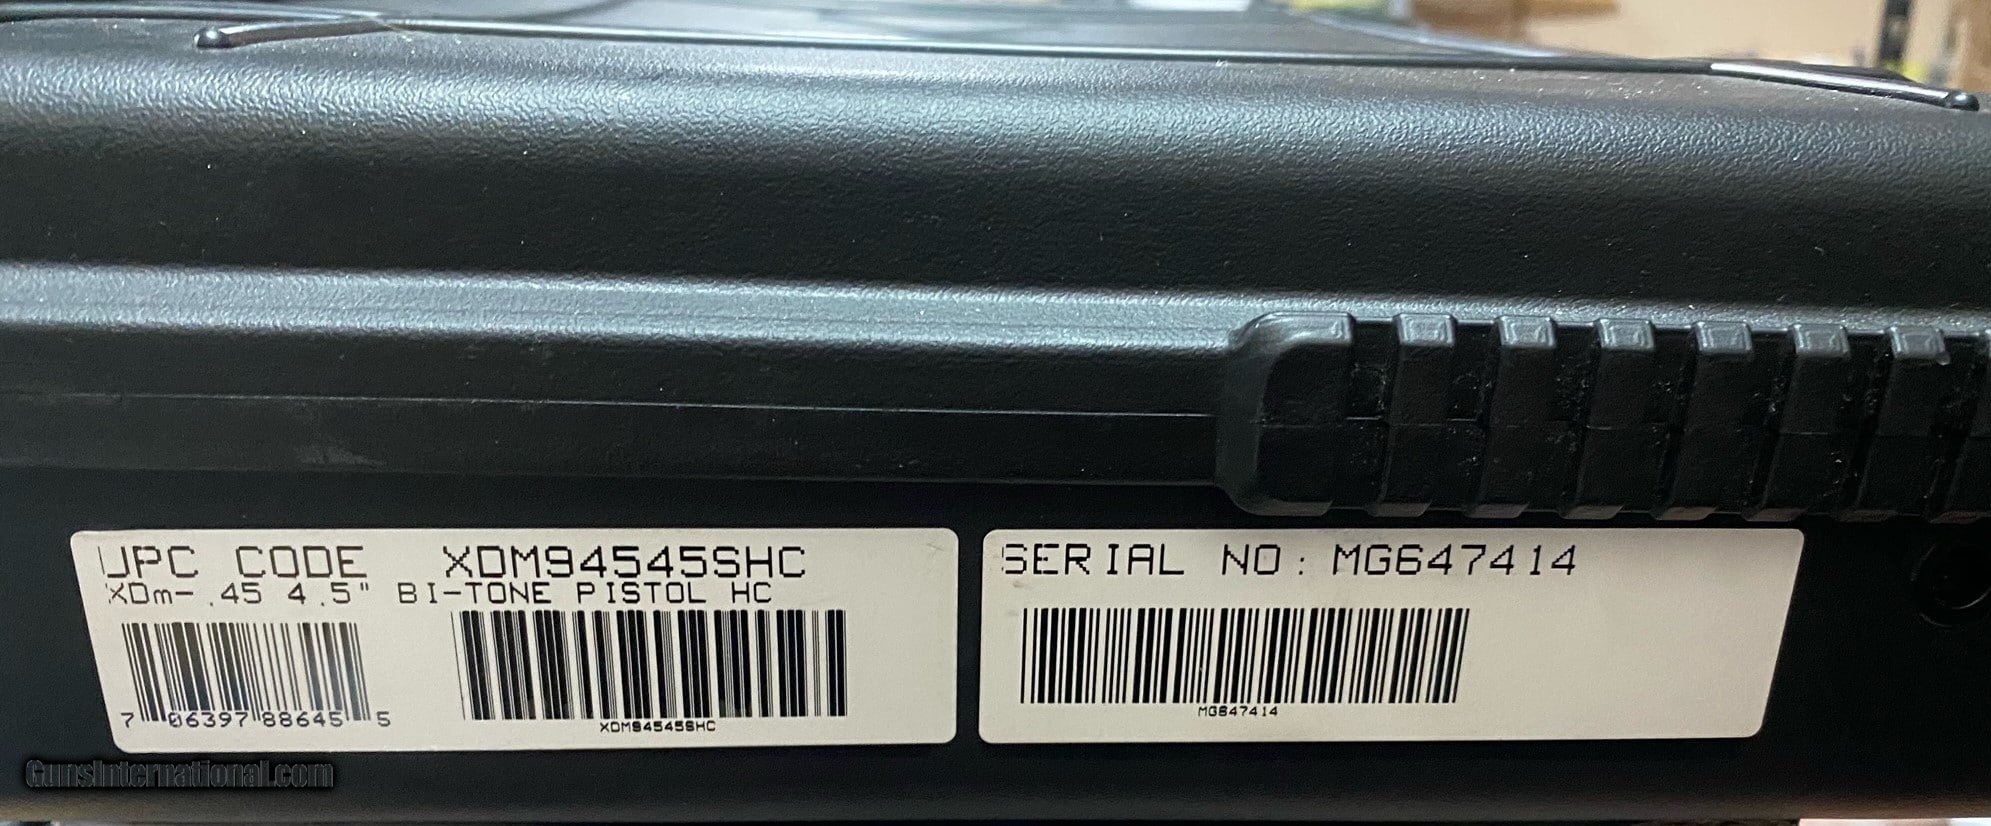 UPC CODE XDM94545SHC
XDm- .45 4.5" BI-TONE PISTOL HC
7 06397 88645 5
XDM94545SHC
SERIAL NO: MG647414
MG647414
GunsInternational.com